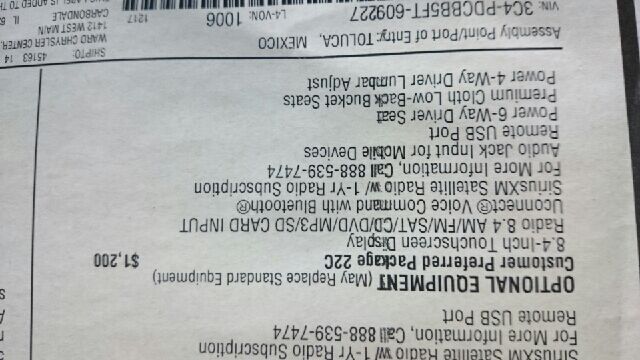 SiriusXM Satellite Radio w/ 1-Yr Radio Subscription
For More Information, Call 888-539-7474
Remote USB Port
OPTIONAL EQUIPMENT (May Replace Standard Equipment)
Customer Preferred Package 22C $1,200
8.4-Inch Touchscreen Display
Radio 8.4 AM/FM/SAT/CD/DVD/MP3/SD CARD INPUT
Uconnect® Voice Command with Bluetooth®
SiriusXM Satellite Radio w/ 1-Yr Radio Subscription
For More Information, Call 888-539-7474
Audio Jack Input for Mobile Devices
Remote USB Port
Power 6-Way Driver Seat
Premium Cloth Low-Back Bucket Seats
Power 4-Way Driver Lumbar Adjust
Assembly Point/Port of Entry: TOLUCA, MEXICO
VIN: 3C4-PDCBB5FT-609227 L4-VON: 1006
1217
SHIPTO: 45163 14
WARD CHRYSLER CENTER,
1412 WEST MAIN
CARBONDALE IL
IS ADDED TO